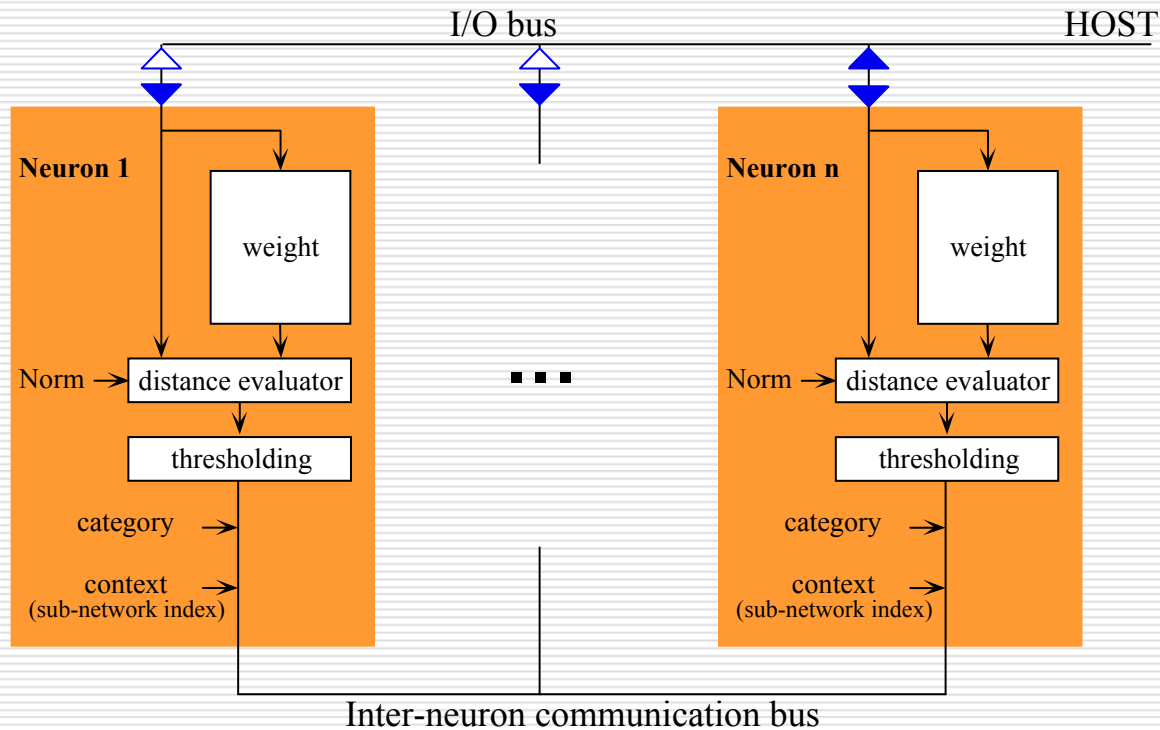 I/O bus
HOST
Neuron 1
weight
Norm
distance evaluator
thresholding
category
context
(sub-network index)
Neuron n
weight
Norm
distance evaluator
thresholding
category
context
(sub-network index)
Inter-neuron communication bus